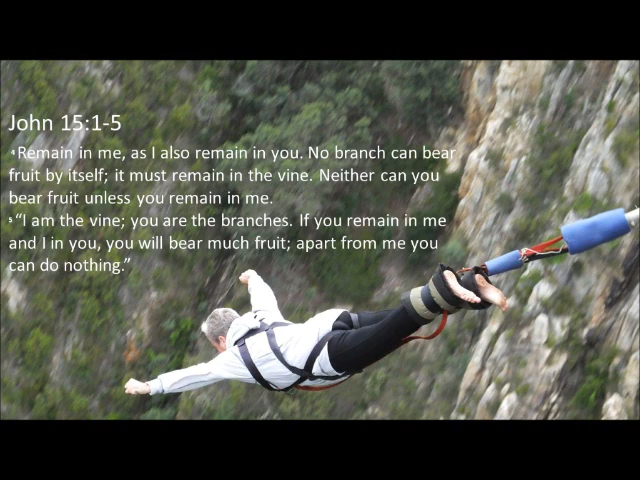 John 15:1-5
4 Remain in me, as I also remain in you. No branch can bear
fruit by itself; it must remain in the vine. Neither can you
bear fruit unless you remain in me.
5 “I am the vine; you are the branches. If you remain in me
and I in you, you will bear much fruit; apart from me you
can do nothing.”